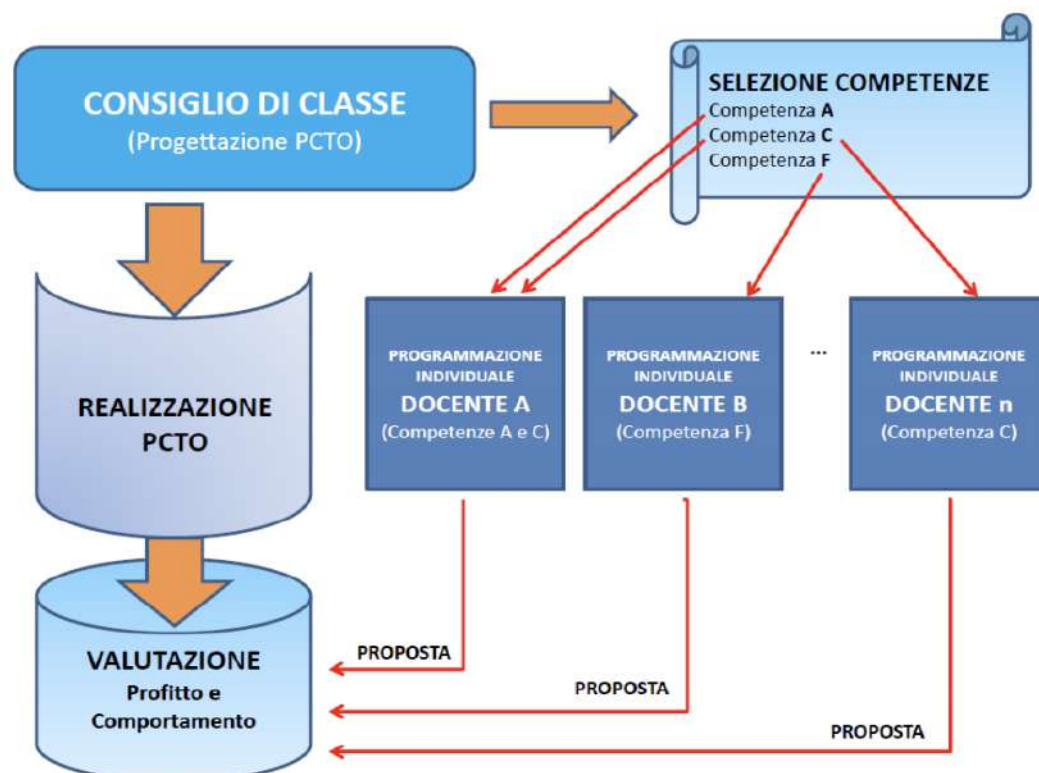 CONSIGLIO DI CLASSE
(Progettazione PCTO)
SELEZIONE COMPETENZE
Competenza A
Competenza C
Competenza F
REALIZZAZIONE
PCTO
PROGRAMMAZIONE
INDIVIDUALE
DOCENTE A
(Competenze A e C)
PROGRAMMAZIONE
INDIVIDUALE
DOCENTE B
(Competenza F)
...
PROGRAMMAZIONE
INDIVIDUALE
DOCENTE n
(Competenza C)
VALUTAZIONE
Profitto e
Comportamento
PROPOSTA
PROPOSTA
PROPOSTA